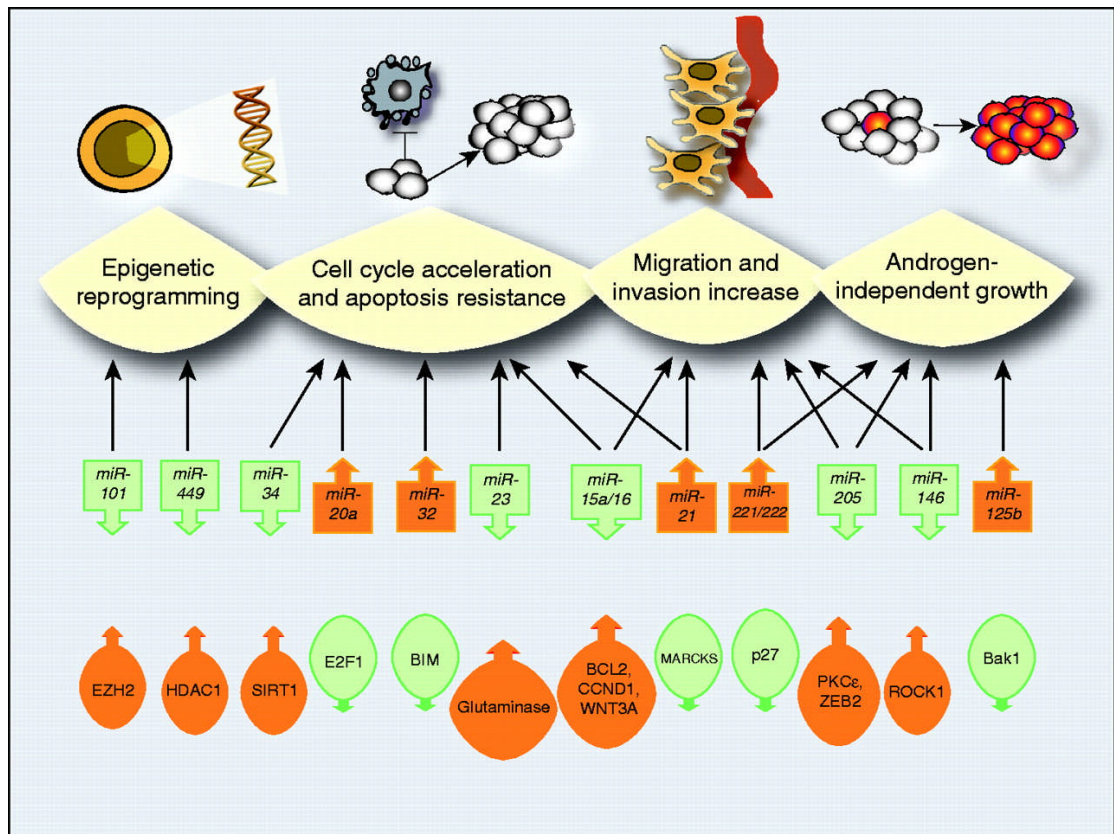 Epigenetic
reprogramming
Cell cycle acceleration
and apoptosis resistance
Migration and
invasion increase
Androgen-
independent growth
miR-
101
miR-
449
miR-
34
miR-
20a
miR-
32
miR-
23
miR-
15a/16
miR-
21
miR-
221/222
miR-
205
miR-
146
miR-
125b
EZH2
HDAC1
SIRT1
E2F1
BIM
Glutaminase
BCL2,
CCND1,
WNT3A
MARCKS
p27
PKCε,
ZEB2
ROCK1
Bak1